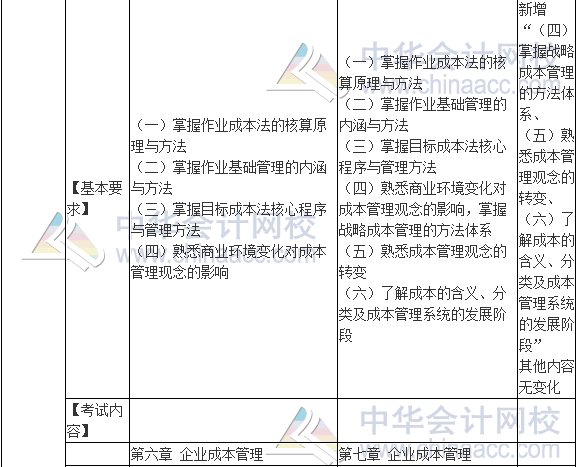 【基本要
求】
（一）掌握作业成本法的核算原
理与方法
（二）掌握作业基础管理的内涵
与方法
（三）掌握目标成本法核心程序
与管理方法
（四）熟悉商业环境变化对成本
管理观念的影响
（一）掌握作业成本法的核
算原理与方法
（二）掌握作业基础管理的
内涵与方法
（三）掌握目标成本法核心
程序与管理方法
（四）熟悉商业环境变化对
成本管理观念的影响，掌握
战略成本管理的方法体系
（五）熟悉成本管理观念的
转变
（六）了解成本的含义、分
类及成本管理系统的发展阶
段
新增
“（四）
掌握战略
成本管理
的方法体
系、
（五）熟
悉成本管
理观念的
转变、
（六）了
解成本的
含义、分
类及成本
管理系统
的发展阶
段”
其他内容
无变化
【考试内
容】
第六章 企业成本管理
第七章 企业成本管理
中华会计网校
www.chinaacc.com
中华会计网校
www.chinaacc.com
中华会计网校
www.chinaacc.com